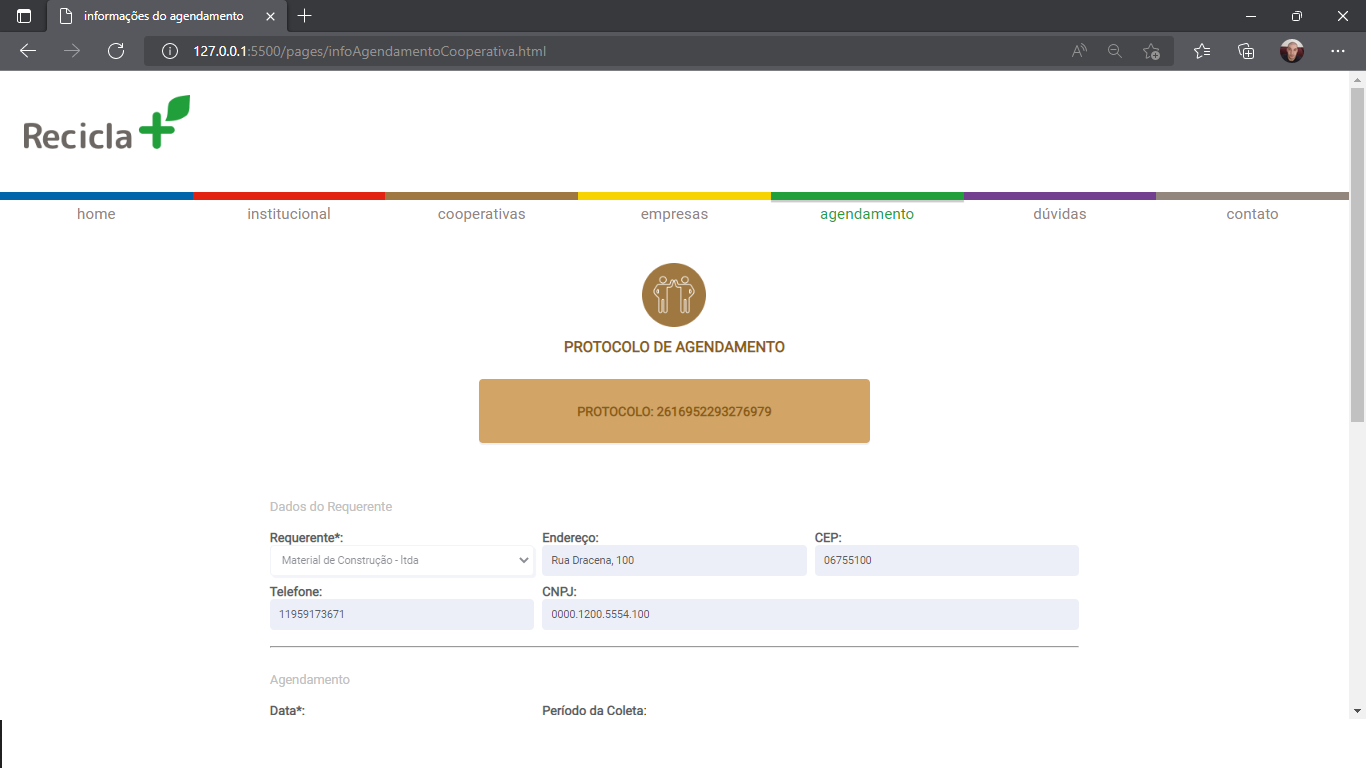 informações do agendamento
127.0.0.1:5500/pages/infoAgendamentoCooperativa.html
Recicla+
home institucional cooperativas empresas agendamento dúvidas contato
PROTOCOLO DE AGENDAMENTO
PROTOCOLO: 2616952293276979
Dados do Requerente
Requerente*: Endereço: CEP:
Material de Construção - ltda Rua Dracena, 100 06755100
Telefone: CNPJ:
11959173671 0000.1200.5554.100
Agendamento
Data*: Período da Coleta: